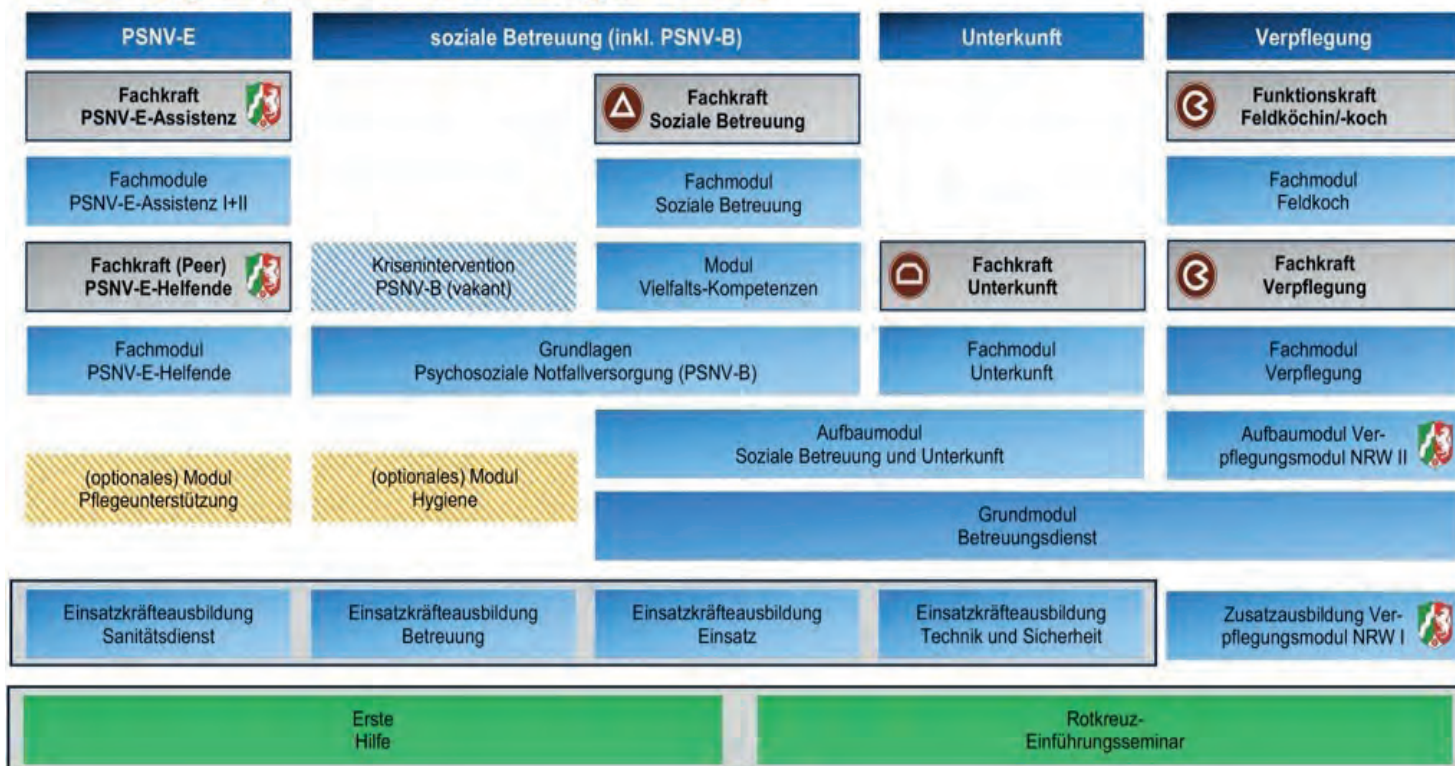 PSNV-E
soziale Betreuung (inkl. PSNV-B)
Unterkunft
Verpflegung
Fachkraft
PSNV-E-Assistenz
Fachkraft
Soziale Betreuung
Funktionskraft
Feldköchin/-koch
Fachmodule
PSNV-E-Assistenz I+II
Fachmodul
Soziale Betreuung
Fachmodul
Feldkoch
Fachkraft (Peer)
PSNV-E-Helfende
Krisenintervention
PSNV-B (vakant)
Modul
Vielfalts-Kompetenzen
Fachkraft
Unterkunft
Fachkraft
Verpflegung
Fachmodul
PSNV-E-Helfende
Grundlagen
Psychosoziale Notfallversorgung (PSNV-B)
Fachmodul
Unterkunft
Fachmodul
Verpflegung
Aufbaumodul
Soziale Betreuung und Unterkunft
Aufbaumodul Ver-
pflegungsmodul NRW II
(optionales) Modul
Pflegeunterstützung
(optionales) Modul
Hygiene
Grundmodul
Betreuungsdienst
Einsatzkräfteausbildung
Sanitätsdienst
Einsatzkräfteausbildung
Betreuung
Einsatzkräfteausbildung
Einsatz
Einsatzkräfteausbildung
Technik und Sicherheit
Zusatzausbildung Ver-
pflegungsmodul NRW I
Erste
Hilfe
Rotkreuz-
Einführungsseminar